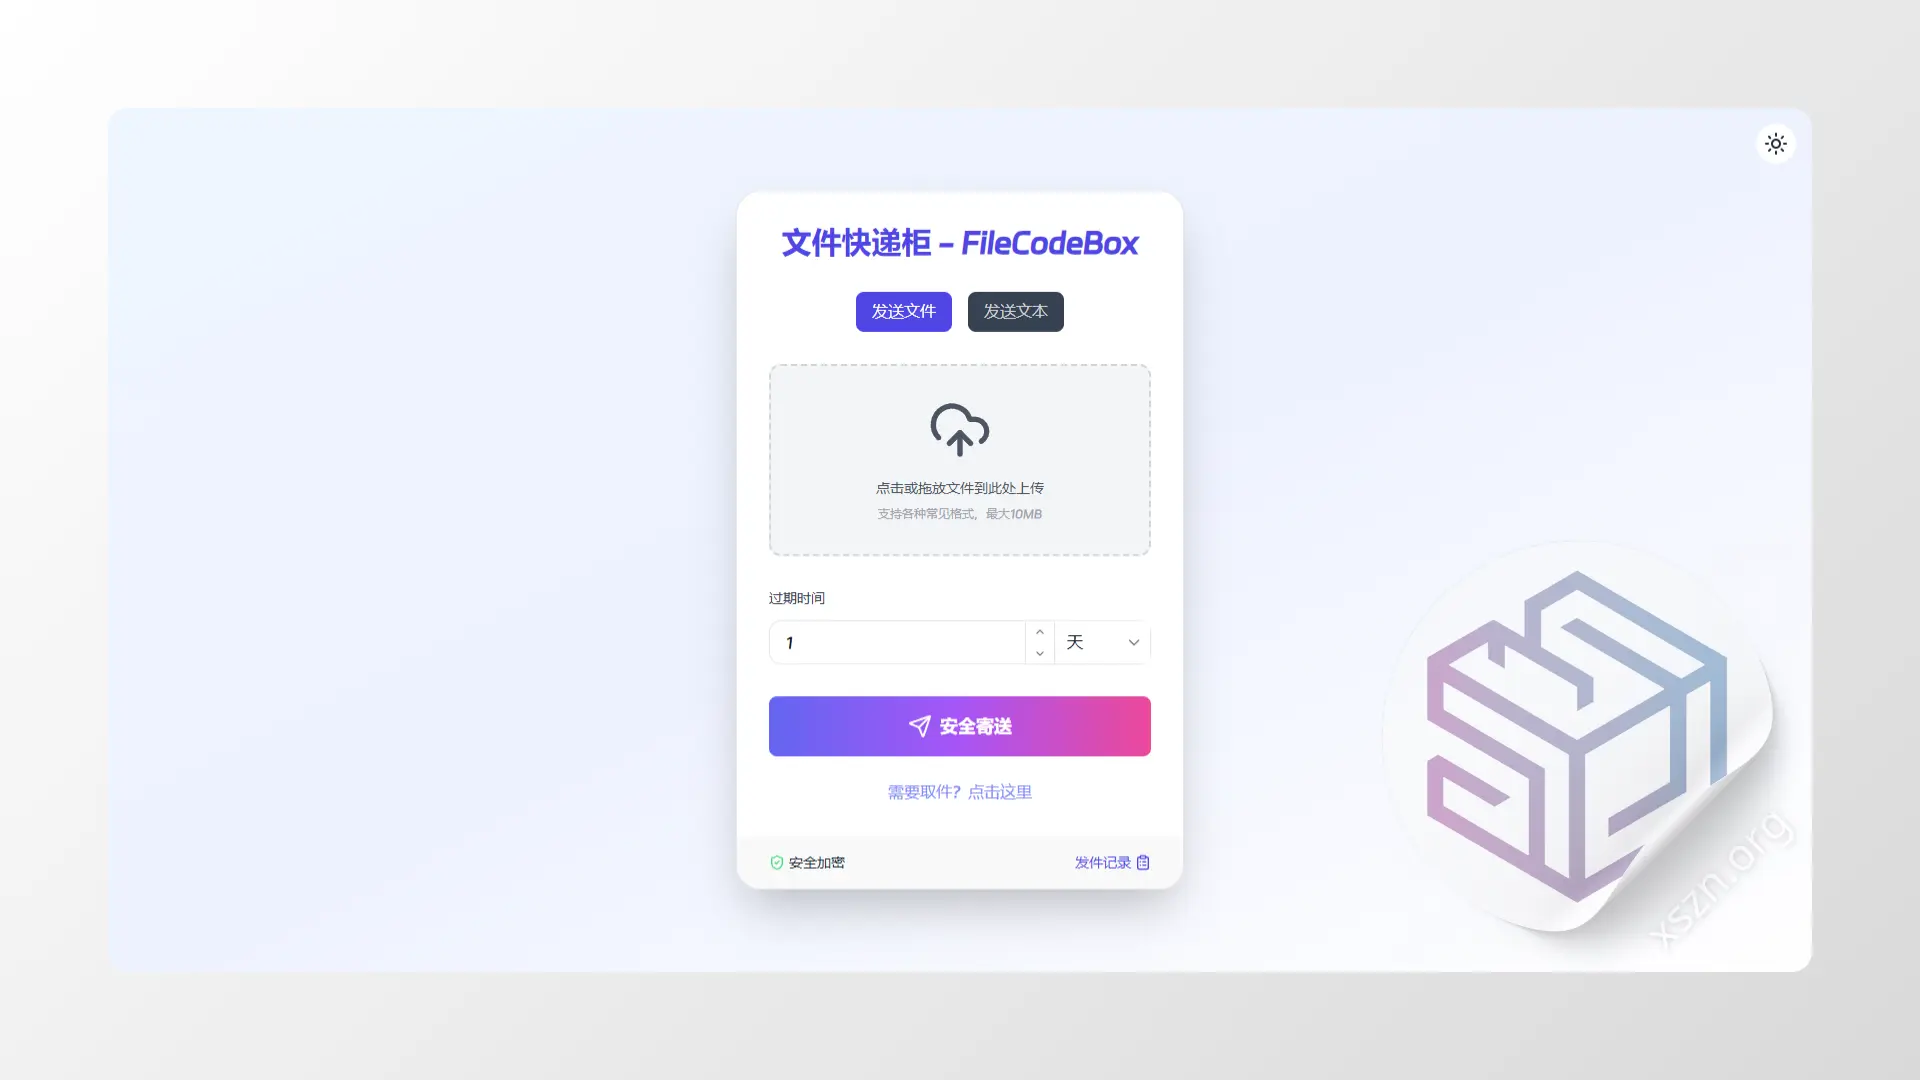 文件快递柜 - FileCodeBox
发送文件 发送文本
点击或拖放文件到此处上传
支持各种常见格式，最大10MB
过期时间
1 天
安全寄送
需要取件？点击这里
安全加密 发件记录
xszn.org